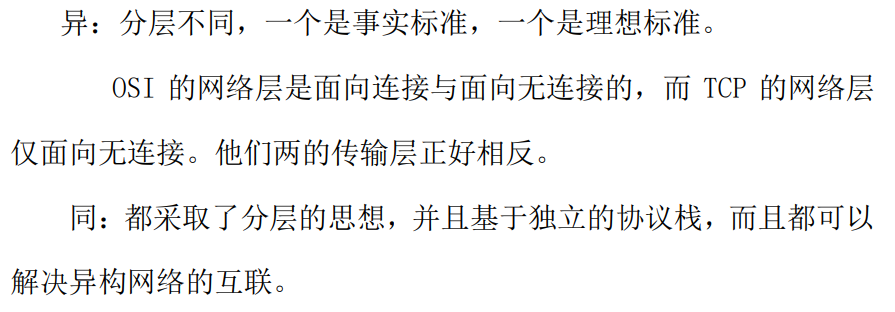 异：分层不同，一个是事实标准，一个是理想标准。
OSI 的网络层是面向连接与面向无连接的，而 TCP 的网络层
仅面向无连接。他们两的传输层正好相反。
同：都采取了分层的思想，并且基于独立的协议栈，而且都可以
解决异构网络的互联。